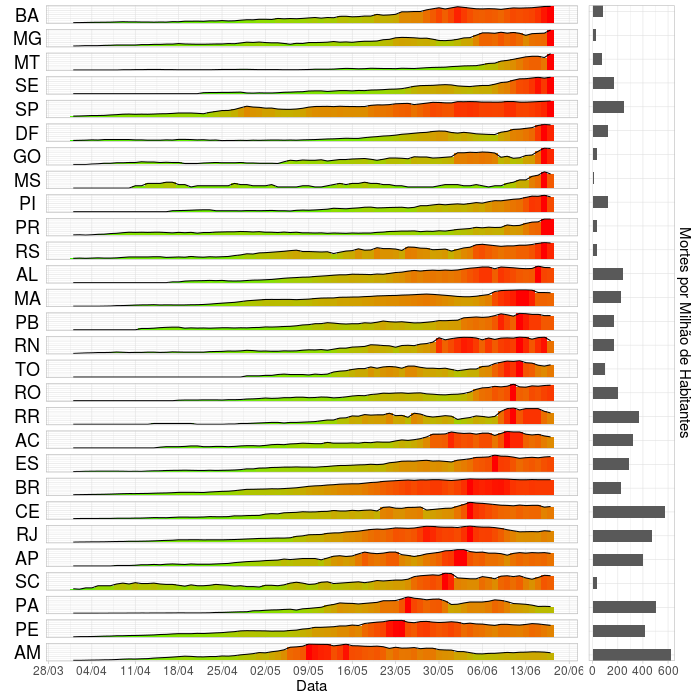 BA
MG
MT
SE
SP
DF
GO
MS
PI
PR
RS
AL
MA
PB
RN
TO
RO
RR
AC
ES
BR
CE
RJ
AP
SC
PA
PE
AM
28/03 04/04 11/04 18/04 25/04 02/05 09/05 16/05 23/05 30/05 06/06 13/06 20/06
Data
0 200 400 600
Mortes por Milhão de Habitantes